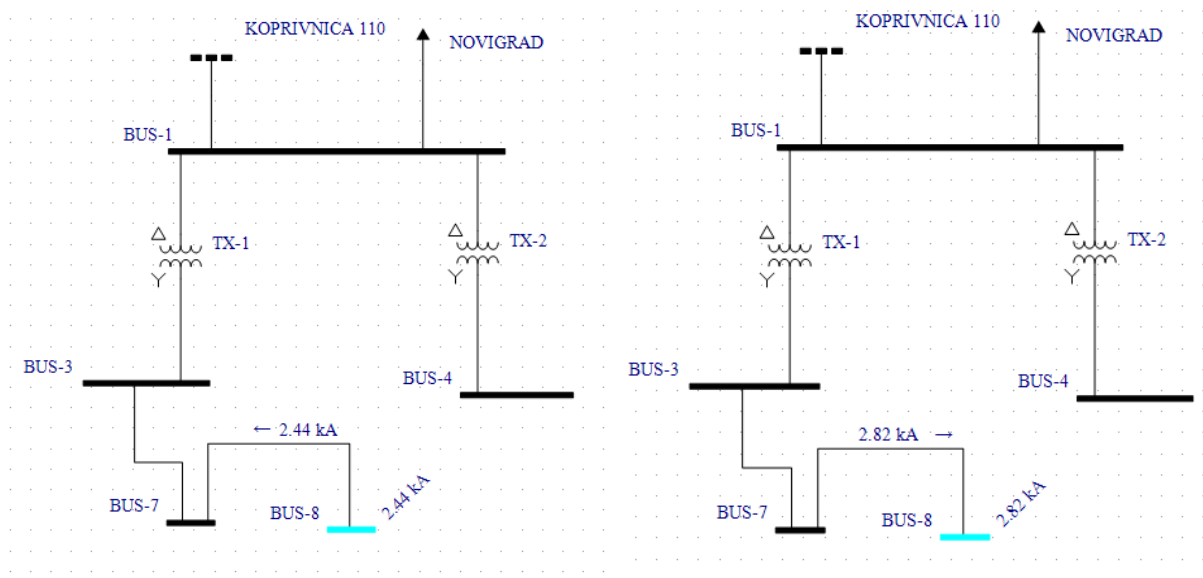 KOPRIVNICA 110
NOVIGRAD
BUS-1
TX-1
TX-2
BUS-3
BUS-4
← 2.44 kA
BUS-7
BUS-8
2.44 kA
KOPRIVNICA 110
NOVIGRAD
BUS-1
TX-1
TX-2
BUS-3
BUS-4
2.82 kA →
BUS-7
BUS-8
2.82 kA